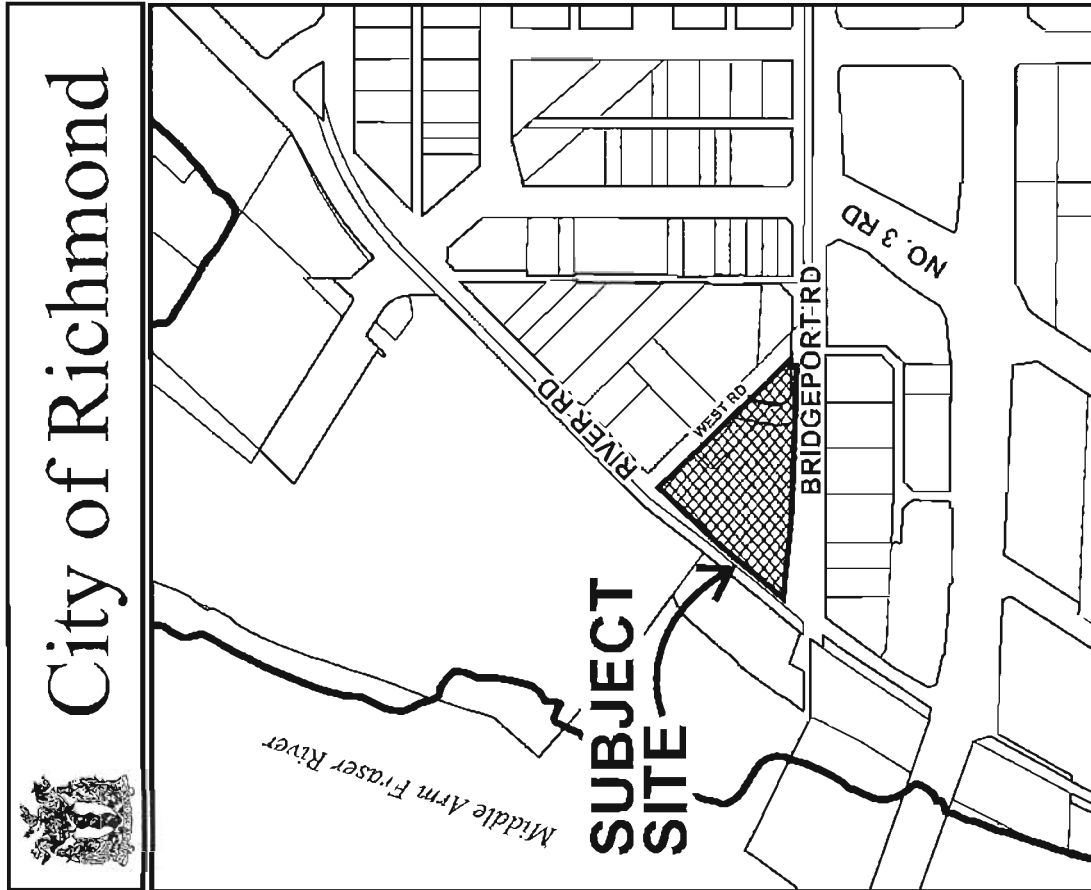 City of Richmond
NO. 3 RD
RIVER RD
WEST RD
BRIDGEPORT RD
SUBJECT
SITE
Middle Arm Fraser River